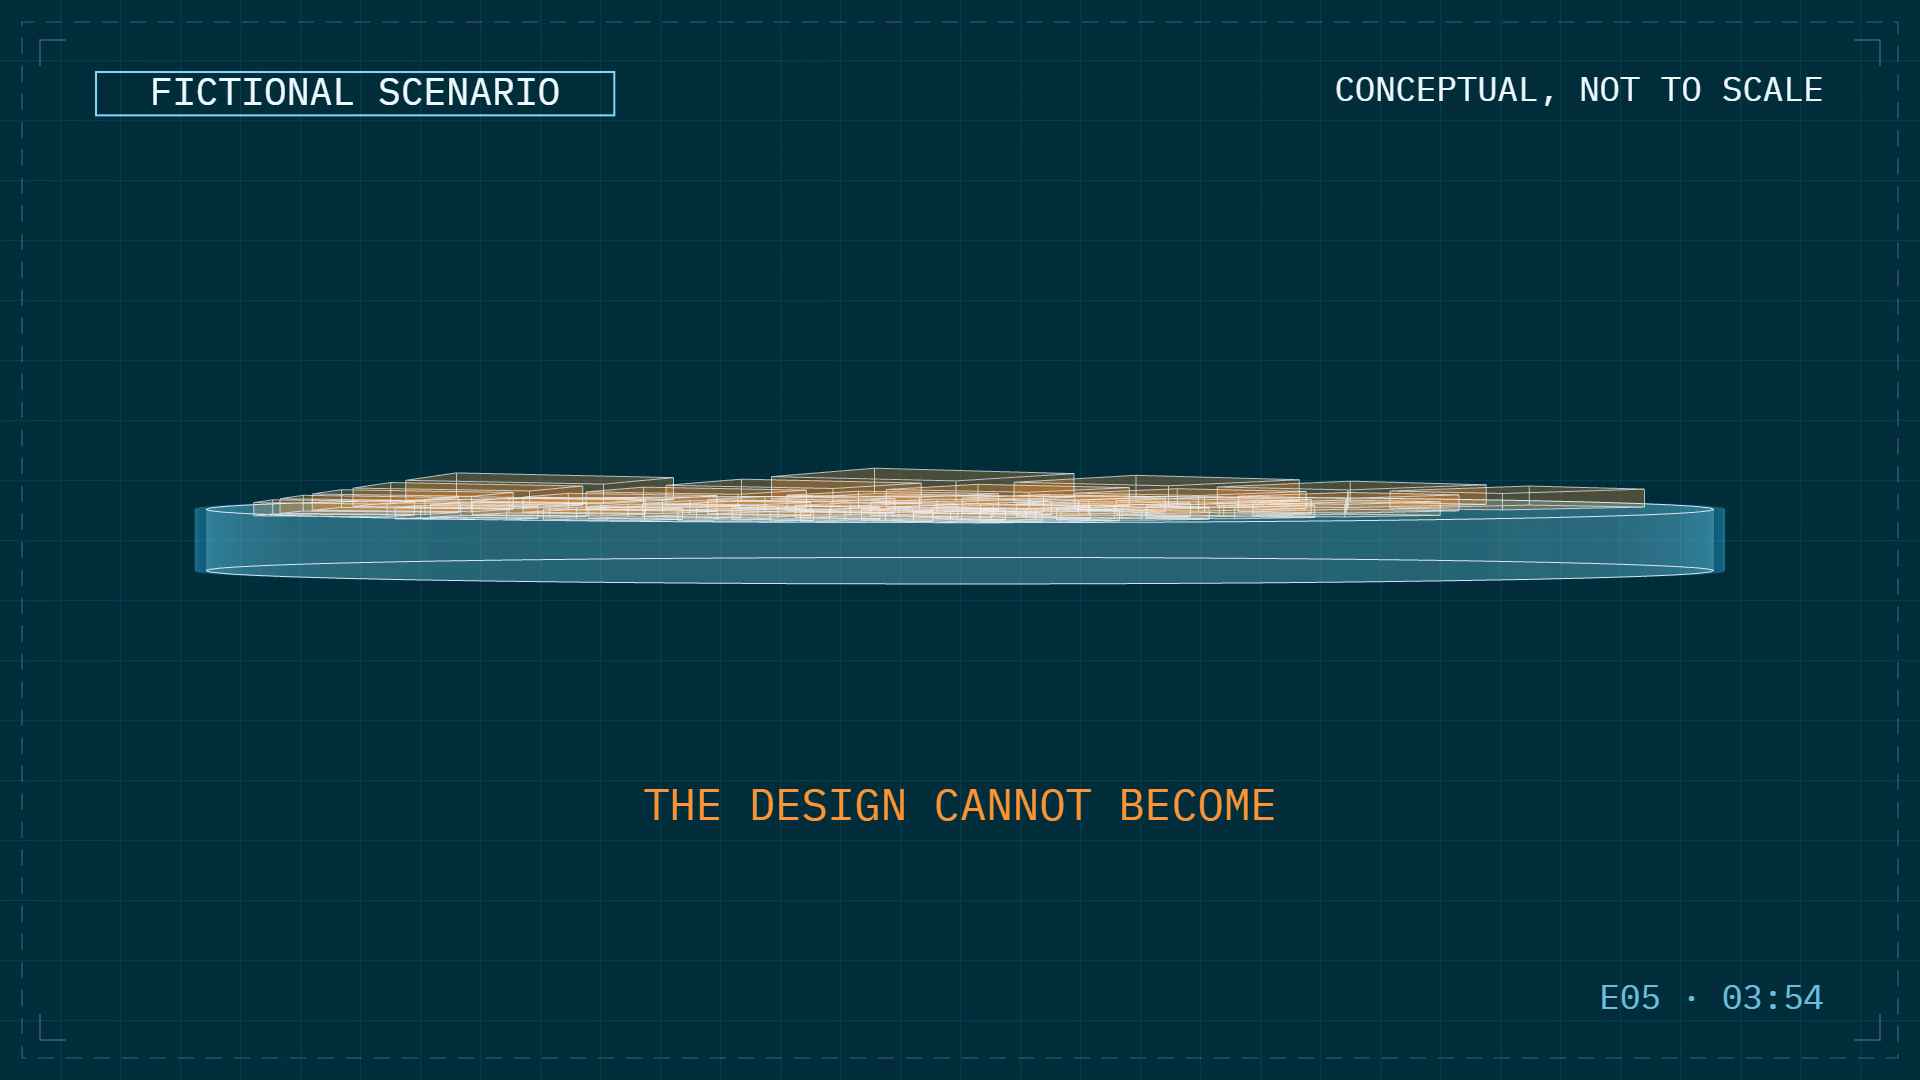 FICTIONAL SCENARIO
CONCEPTUAL, NOT TO SCALE
THE DESIGN CANNOT BECOME
E05 · 03:54